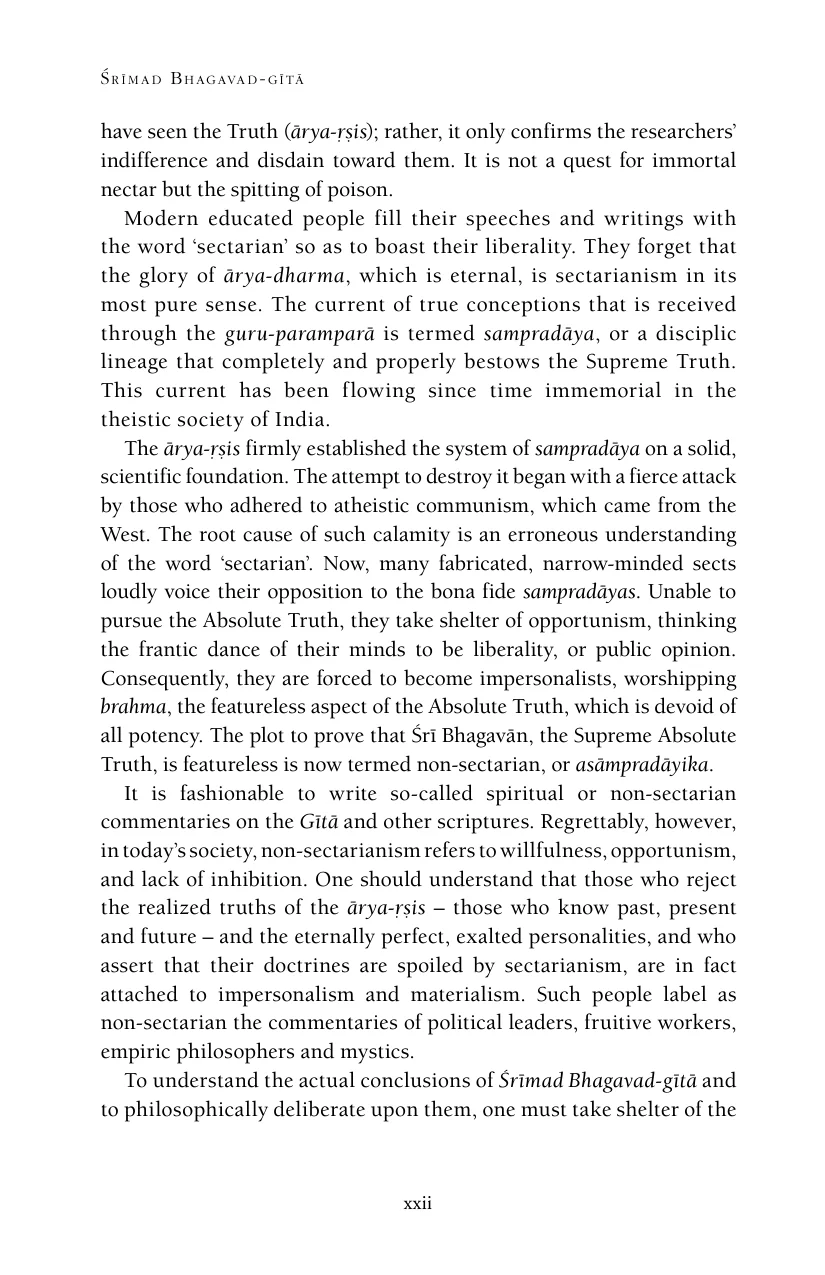 Śrīmad Bhagavad-gītā
have seen the Truth (ārya-ṛṣis); rather, it only confirms the researchers’
indifference and disdain toward them. It is not a quest for immortal
nectar but the spitting of poison.
Modern educated people fill their speeches and writings with
the word ‘sectarian’ so as to boast their liberality. They forget that
the glory of ārya-dharma, which is eternal, is sectarianism in its
most pure sense. The current of true conceptions that is received
through the guru-paramparā is termed sampradāya, or a disciplic
lineage that completely and properly bestows the Supreme Truth.
This current has been flowing since time immemorial in the
theistic society of India.
The ārya-ṛṣis firmly established the system of sampradāya on a solid,
scientific foundation. The attempt to destroy it began with a fierce attack
by those who adhered to atheistic communism, which came from the
West. The root cause of such calamity is an erroneous understanding
of the word ‘sectarian’. Now, many fabricated, narrow-minded sects
loudly voice their opposition to the bona fide sampradāyas. Unable to
pursue the Absolute Truth, they take shelter of opportunism, thinking
the frantic dance of their minds to be liberality, or public opinion.
Consequently, they are forced to become impersonalists, worshipping
brahma, the featureless aspect of the Absolute Truth, which is devoid of
all potency. The plot to prove that Śrī Bhagavān, the Supreme Absolute
Truth, is featureless is now termed non-sectarian, or asāmpradāyika.
It is fashionable to write so-called spiritual or non-sectarian
commentaries on the Gītā and other scriptures. Regrettably, however,
in today’s society, non-sectarianism refers to willfulness, opportunism,
and lack of inhibition. One should understand that those who reject
the realized truths of the ārya-ṛṣis – those who know past, present
and future – and the eternally perfect, exalted personalities, and who
assert that their doctrines are spoiled by sectarianism, are in fact
attached to impersonalism and materialism. Such people label as
non-sectarian the commentaries of political leaders, fruitive workers,
empiric philosophers and mystics.
To understand the actual conclusions of Śrīmad Bhagavad-gītā and
to philosophically deliberate upon them, one must take shelter of the
xxii